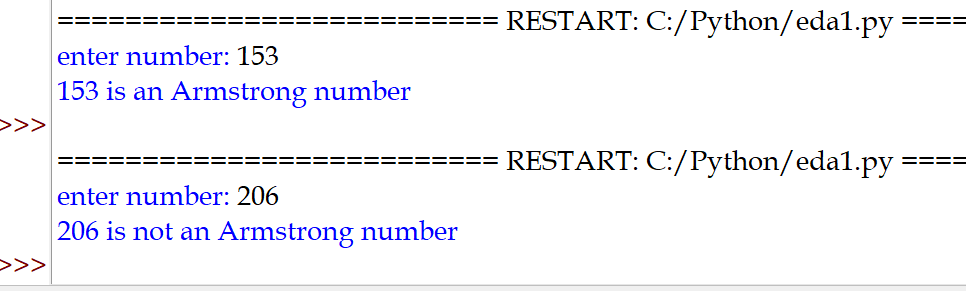 ========================== RESTART: C:/Python/eda1.py ====
enter number: 153
153 is an Armstrong number
>>>
========================== RESTART: C:/Python/eda1.py ====
enter number: 206
206 is not an Armstrong number
>>>